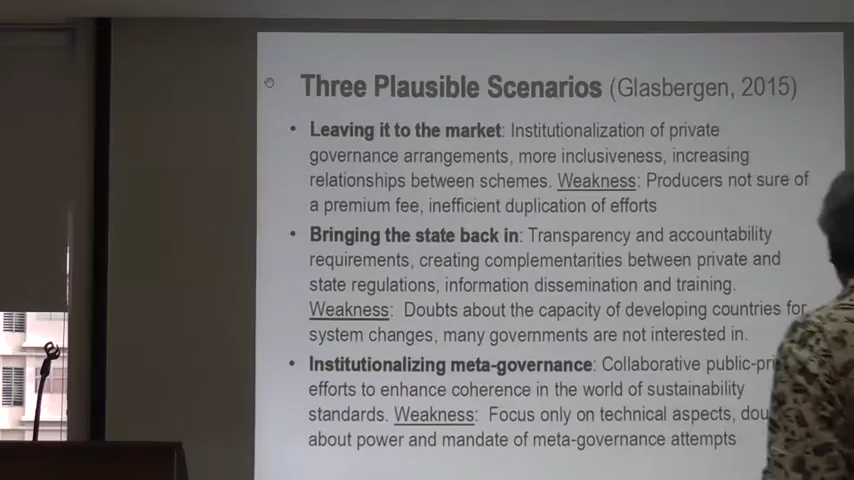 Three Plausible Scenarios (Glasbergen, 2015)
• Leaving it to the market: Institutionalization of private
governance arrangements, more inclusiveness, increasing
relationships between schemes. Weakness: Producers not sure of
a premium fee, inefficient duplication of efforts
• Bringing the state back in: Transparency and accountability
requirements, creating complementarities between private and
state regulations, information dissemination and training.
Weakness: Doubts about the capacity of developing countries for
system changes, many governments are not interested in.
• Institutionalizing meta-governance: Collaborative
efforts to enhance coherence in the world of sustainability
standards. Weakness: Focus only on technical aspects,
about power and mandate of meta-governance attempts